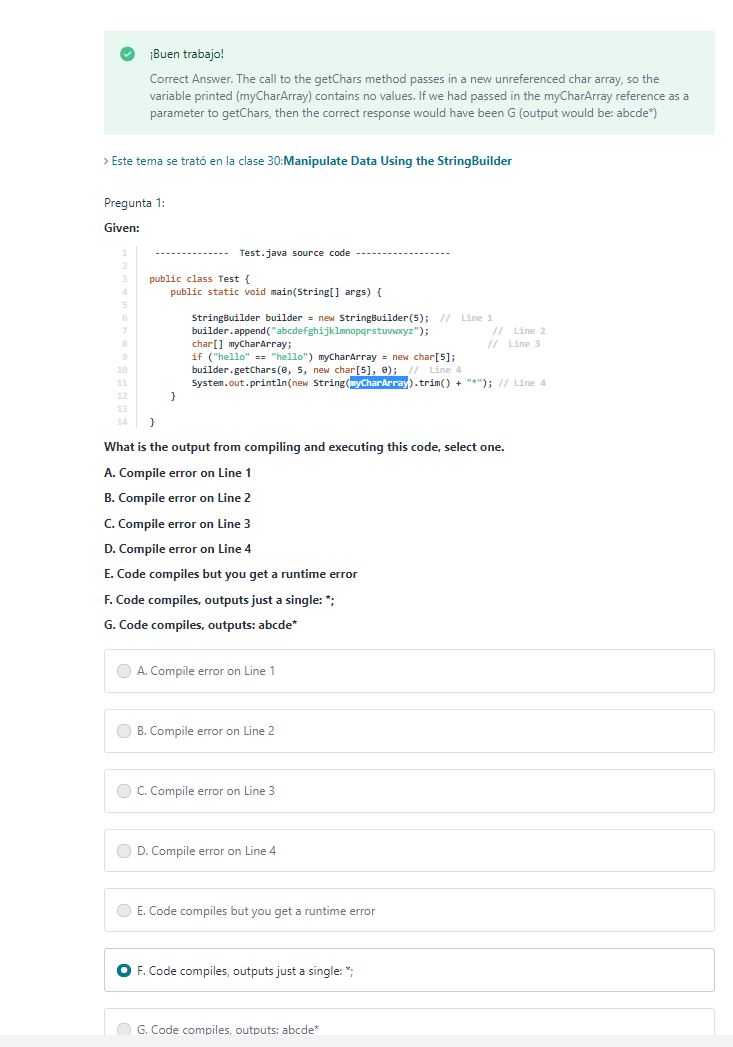 ¡Buen trabajo!
Correct Answer. The call to the getChars method passes in a new unreferenced char array, so the
variable printed (myCharArray) contains no values. If we had passed in the myCharArray reference as a
parameter to getChars, then the correct response would have been G (output would be: abcde*)
> Este tema se trató en la clase 30:Manipulate Data Using the StringBuilder
Pregunta 1:
Given:
1 -------------- Test.java source code ------------------
2
3 public class Test {
4 public static void main(String[] args) {
5
6 StringBuilder builder = new StringBuilder(5); // Line 1
7 builder.append("abcdefghijklmnopqrstuvwxyz"); // Line 2
8 char[] myCharArray; // Line 3
9 if ("hello" == "hello") myCharArray = new char[5];
10 builder.getChars(0, 5, new char[5], 0); // Line 4
11 System.out.println(new String(myCharArray).trim() + "*"); // Line 4
12 }
13
14 }
What is the output from compiling and executing this code, select one.
A. Compile error on Line 1
B. Compile error on Line 2
C. Compile error on Line 3
D. Compile error on Line 4
E. Code compiles but you get a runtime error
F. Code compiles, outputs just a single: *;
G. Code compiles, outputs: abcde*
A. Compile error on Line 1
B. Compile error on Line 2
C. Compile error on Line 3
D. Compile error on Line 4
E. Code compiles but you get a runtime error
F. Code compiles, outputs just a single: *;
G. Code compiles, outputs: abcde*